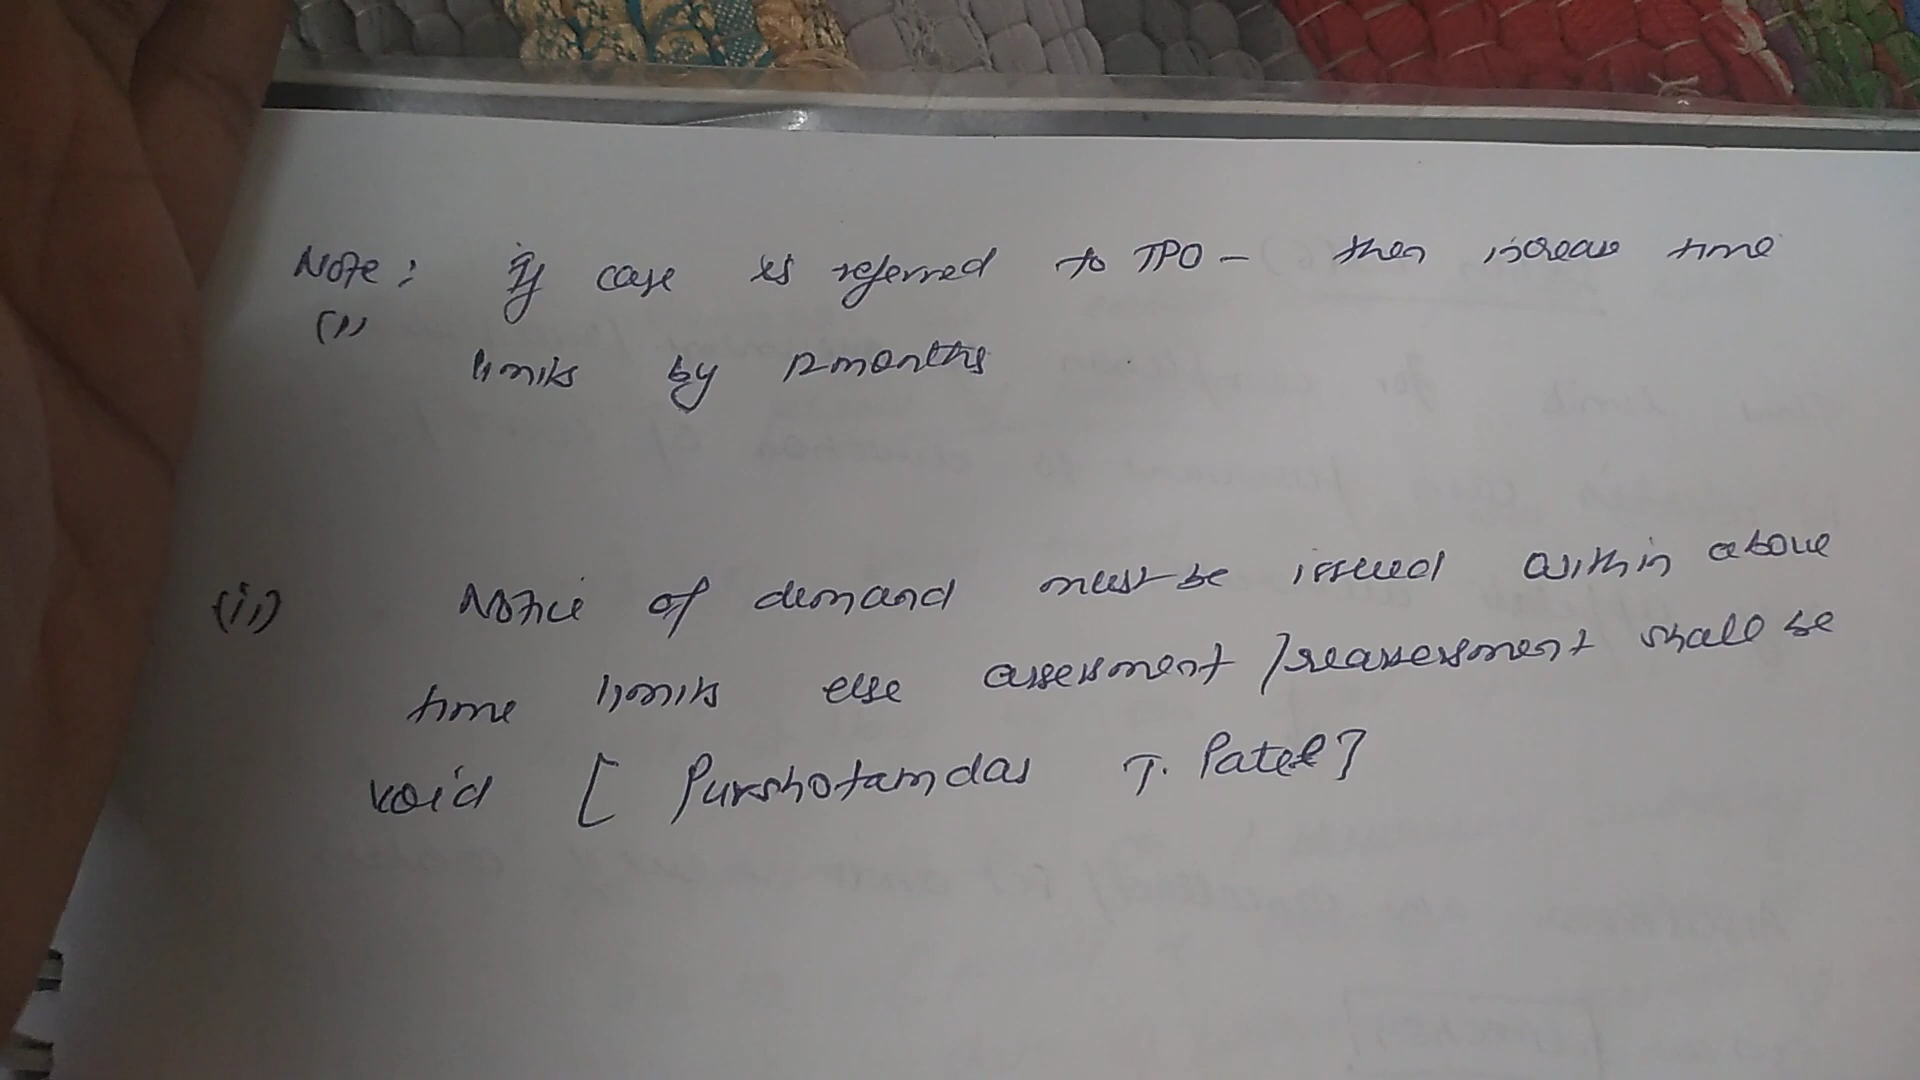 Note: If case is referred to TPO - then increase time
(i)
limits by 12 months
(ii) Notice of demand must be issued within above
time limits else assessment / reassessment shall be
void [ Purshotamdas T. Patel ]